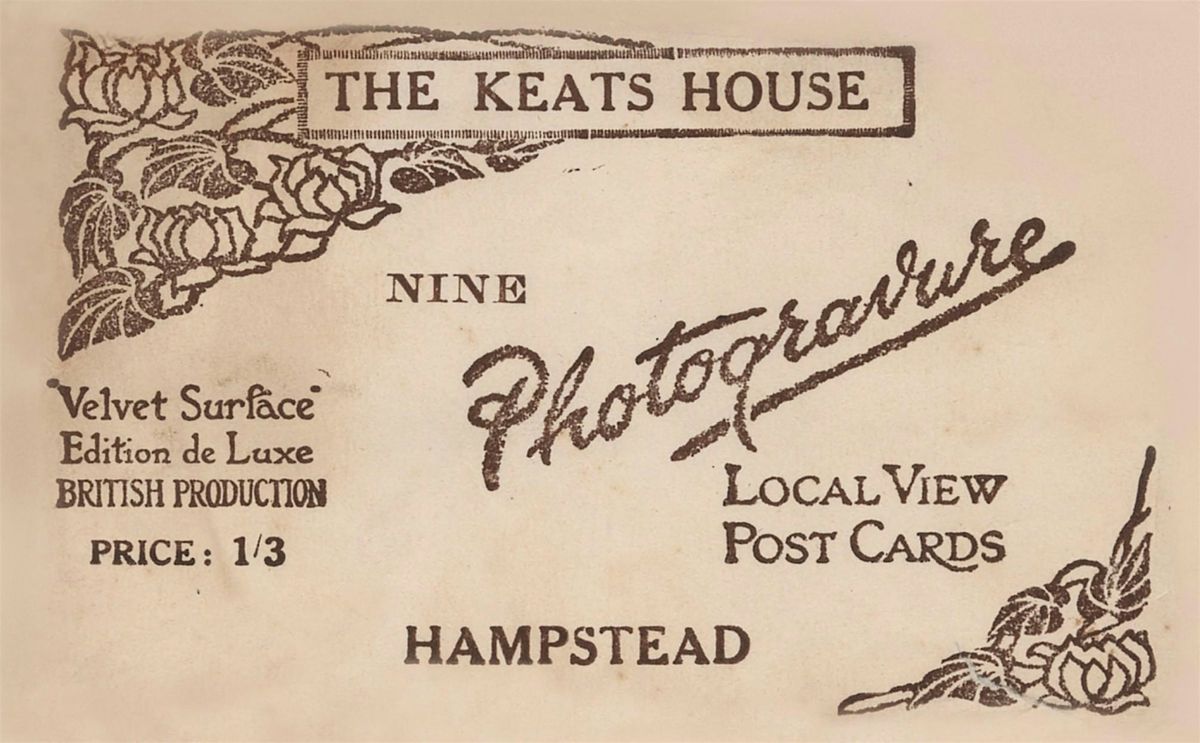 THE KEATS HOUSE
NINE
Photogravure
"Velvet Surface"
Edition de Luxe
BRITISH PRODUCTION
PRICE: 1/3
LOCAL VIEW
POST CARDS
HAMPSTEAD